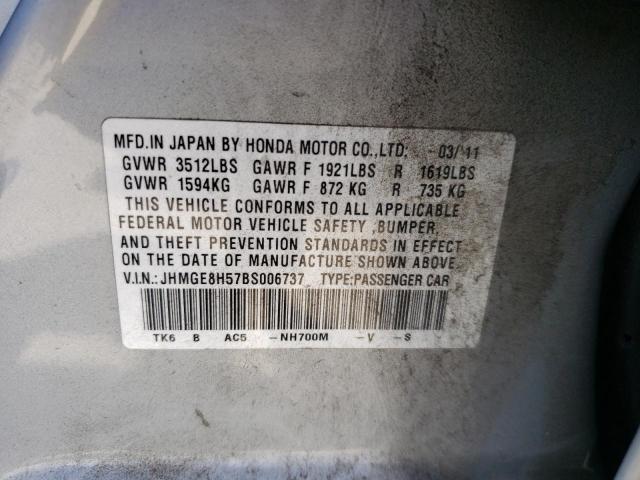 MFD.IN JAPAN BY HONDA MOTOR CO.,LTD. 03/'11
GVWR 3512LBS GAWR F 1921LBS R 1619LBS
GVWR 1594KG GAWR F 872 KG R 735 KG
THIS VEHICLE CONFORMS TO ALL APPLICABLE
FEDERAL MOTOR VEHICLE SAFETY ,BUMPER,
AND THEFT PREVENTION STANDARDS IN EFFECT
ON THE DATE OF MANUFACTURE SHOWN ABOVE.
V.I.N.:JHMGE8H57BS006737 TYPE:PASSENGER CAR
TK6 B AC5 -NH700M -V -S